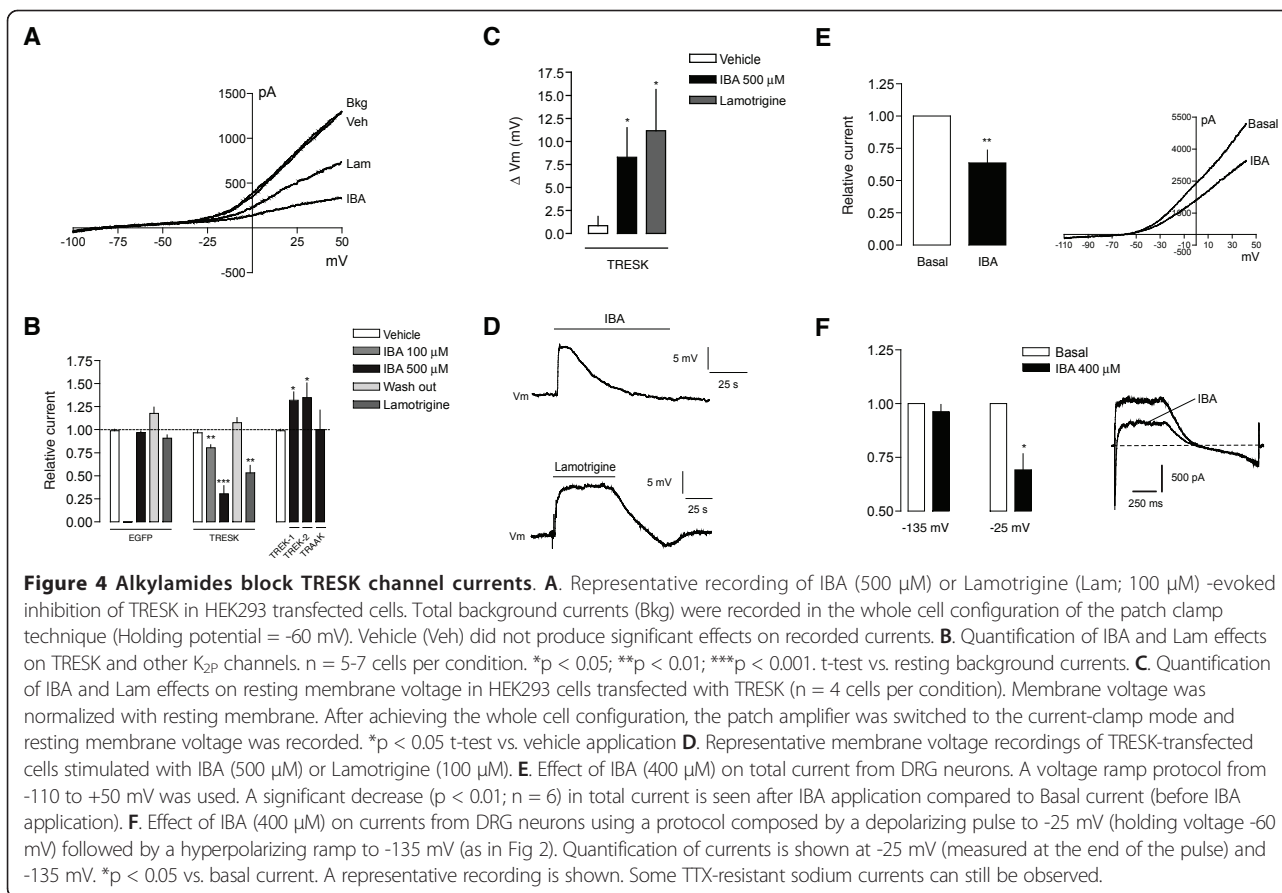 A
pA
1500
1000
500
-500
-100 -75 -50 -25 25 50
mV
Bkg
Veh
Lam
IBA
B
Vehicle
IBA 100 µM
IBA 500 µM
Wash out
Lamotrigine
Relative current
1.75
1.50
1.25
1.00
0.75
0.50
0.25
0.00
** *** ** * *
EGFP TRESK TREK-1 TREK-2 TRAAK
C
Vehicle
IBA 500 µM
Lamotrigine
Δ Vm (mV)
17.5
15.0
12.5
10.0
7.5
5.0
2.5
0.0
* *
TRESK
D
IBA
5 mV
25 s
Vm
Lamotrigine
5 mV
25 s
Vm
E
Relative current
1.25
1.00
0.75
0.50
0.25
0.00
**
Basal IBA
5500
pA
4500
3500
2500
1500
500
-500
-110 -90 -70 -50 -30 -10 10 30 50
mV
Basal
IBA
F
Basal
IBA 400 µM
1.25
1.00
0.75
0.50
*
-135 mV -25 mV
IBA
500 pA
250 ms
Figure 4 Alkylamides block TRESK channel currents. A. Representative recording of IBA (500 µM) or Lamotrigine (Lam; 100 µM) -evoked
inhibition of TRESK in HEK293 transfected cells. Total background currents (Bkg) were recorded in the whole cell configuration of the patch clamp
technique (Holding potential = -60 mV). Vehicle (Veh) did not produce significant effects on recorded currents. B. Quantification of IBA and Lam effects
on TRESK and other K2P channels. n = 5-7 cells per condition. *p < 0.05; **p < 0.01; ***p < 0.001. t-test vs. resting background currents. C. Quantification
of IBA and Lam effects on resting membrane voltage in HEK293 cells transfected with TRESK (n = 4 cells per condition). Membrane voltage was
normalized with resting membrane. After achieving the whole cell configuration, the patch amplifier was switched to the current-clamp mode and
resting membrane voltage was recorded. *p < 0.05 t-test vs. vehicle application D. Representative membrane voltage recordings of TRESK-transfected
cells stimulated with IBA (500 µM) or Lamotrigine (100 µM). E. Effect of IBA (400 µM) on total current from DRG neurons. A voltage ramp protocol from
-110 to +50 mV was used. A significant decrease (p < 0.01; n = 6) in total current is seen after IBA application compared to Basal current (before IBA
application). F. Effect of IBA (400 µM) on currents from DRG neurons using a protocol composed by a depolarizing pulse to -25 mV (holding voltage -60
mV) followed by a hyperpolarizing ramp to -135 mV (as in Fig 2). Quantification of currents is shown at -25 mV (measured at the end of the pulse) and
-135 mV. *p < 0.05 vs. basal current. A representative recording is shown. Some TTX-resistant sodium currents can still be observed.